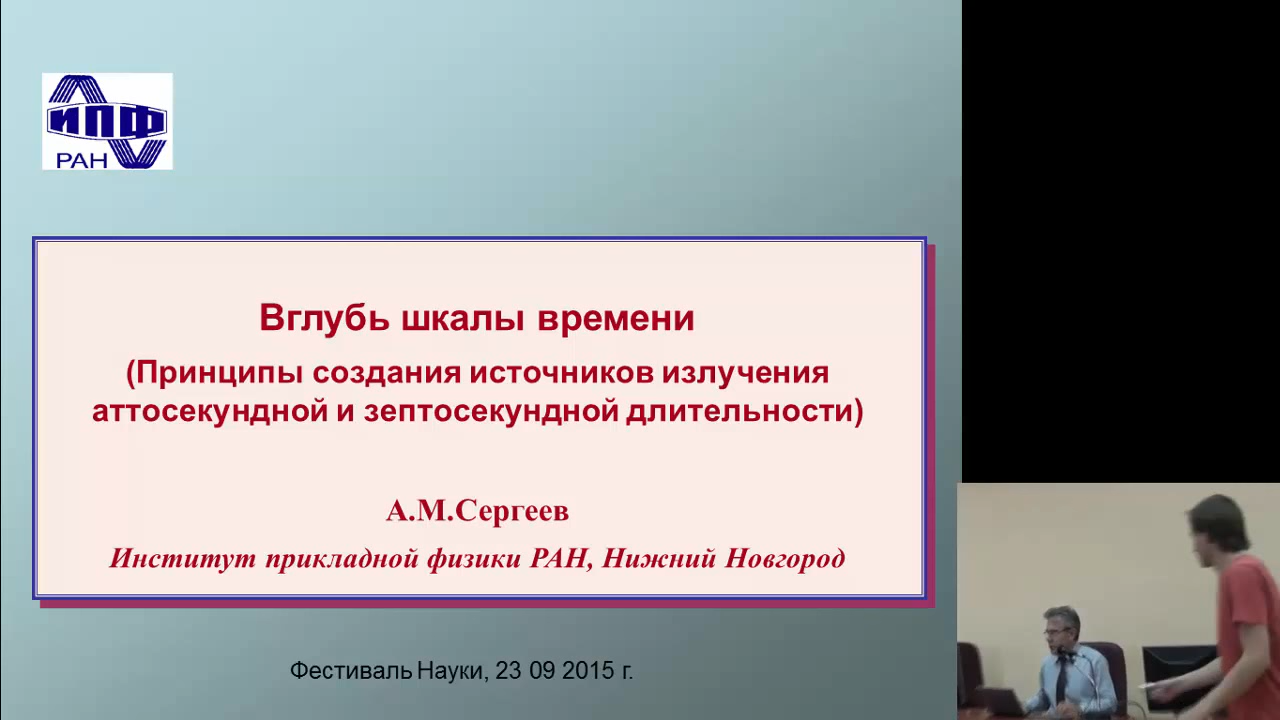 ИПФ
РАН
Вглубь шкалы времени
(Принципы создания источников излучения
аттосекундной и зептосекундной длительности)
А.М.Сергеев
Институт прикладной физики РАН, Нижний Новгород
Фестиваль Науки, 23 09 2015 г.